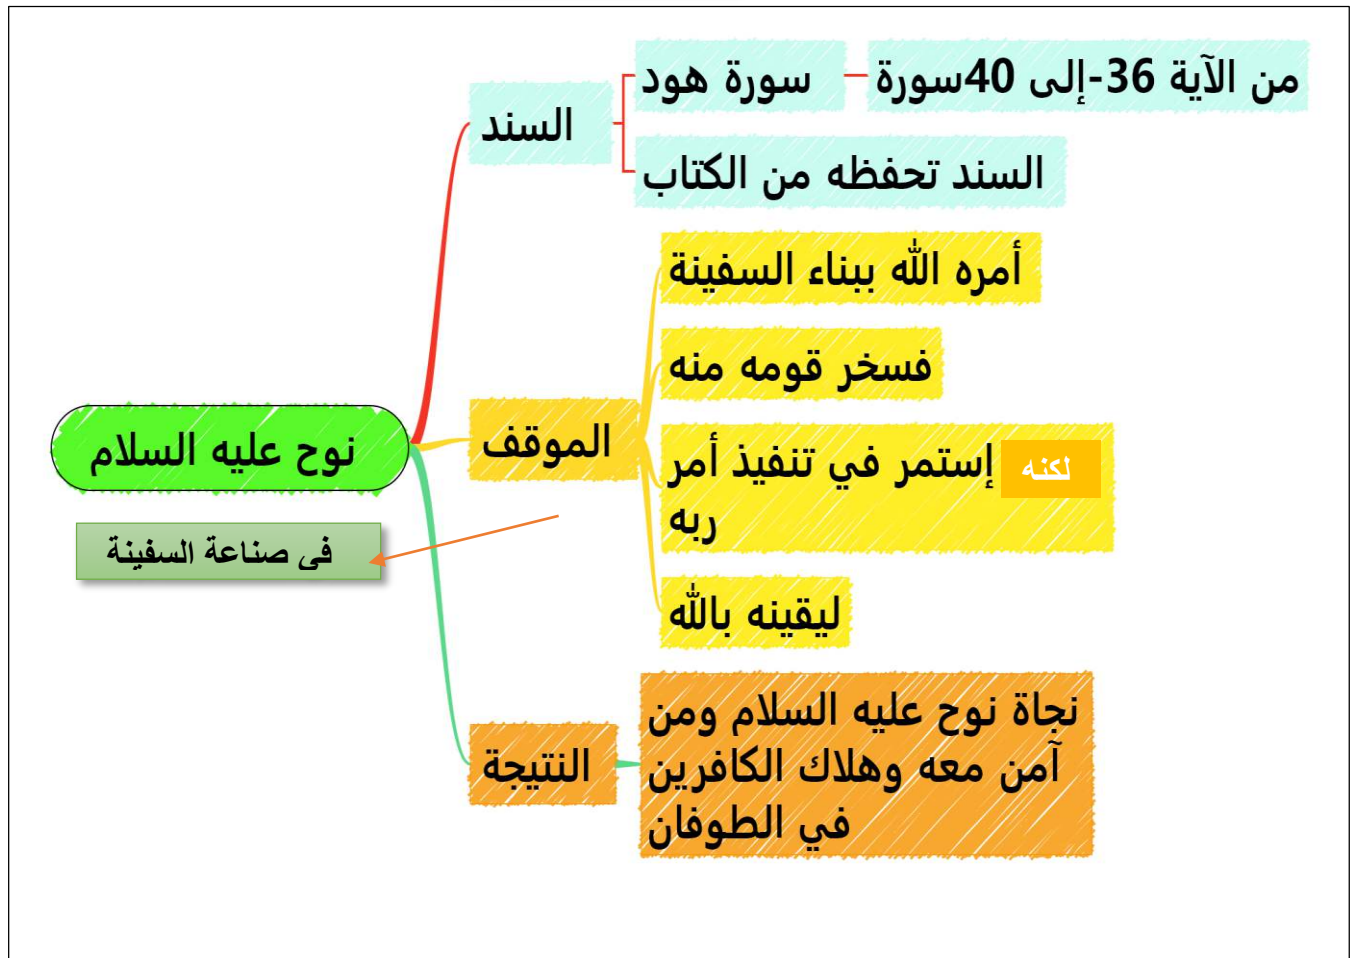 من الآية 36-إلى 40سورة
سورة هود
السند
السند تحفظه من الكتاب
أمره الله ببناء السفينة
فسخر قومه منه
نوح عليه السلام
الموقف
لكنه
إستمر في تنفيذ أمر
ربه
في صناعة السفينة
ليقينه بالله
النتيجة
نجاة نوح عليه السلام ومن
آمن معه وهلاك الكافرين
في الطوفان